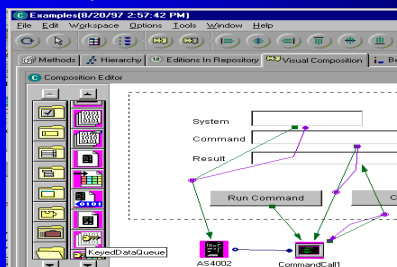 Examples(8/20/97 2:57:42 PM)
File Edit Workspace Options Tools Window Help
Methods Hierarchy Editions In Repository Visual Composition
Composition Editor
System
Command
Result
Run Command
KeyedDataQueue
AS4002
CommandCall1